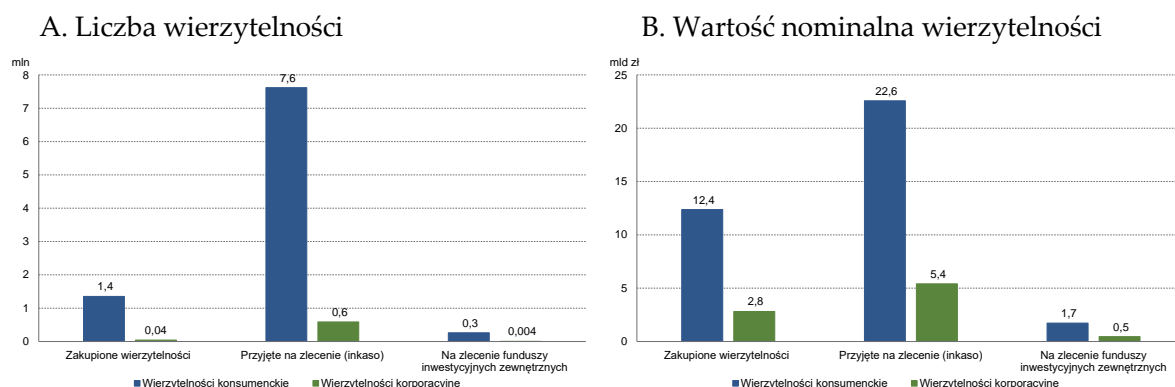 A. Liczba wierzytelności
mln
8
7
6
5
4
3
2
1
0
1,4
0,04
7,6
0,6
0,3
0,004
Zakupione wierzytelności
Przyjęte na zlecenie (inkaso)
Na zlecenie funduszy
inwestycyjnych zewnętrznych
Wierzytelności konsumenckie
Wierzytelności korporacyjne
B. Wartość nominalna wierzytelności
mld zł
25
20
15
10
5
0
12,4
2,8
22,6
5,4
1,7
0,5
Zakupione wierzytelności
Przyjęte na zlecenie (inkaso)
Na zlecenie funduszy
inwestycyjnych zewnętrznych
Wierzytelności konsumenckie
Wierzytelności korporacyjne